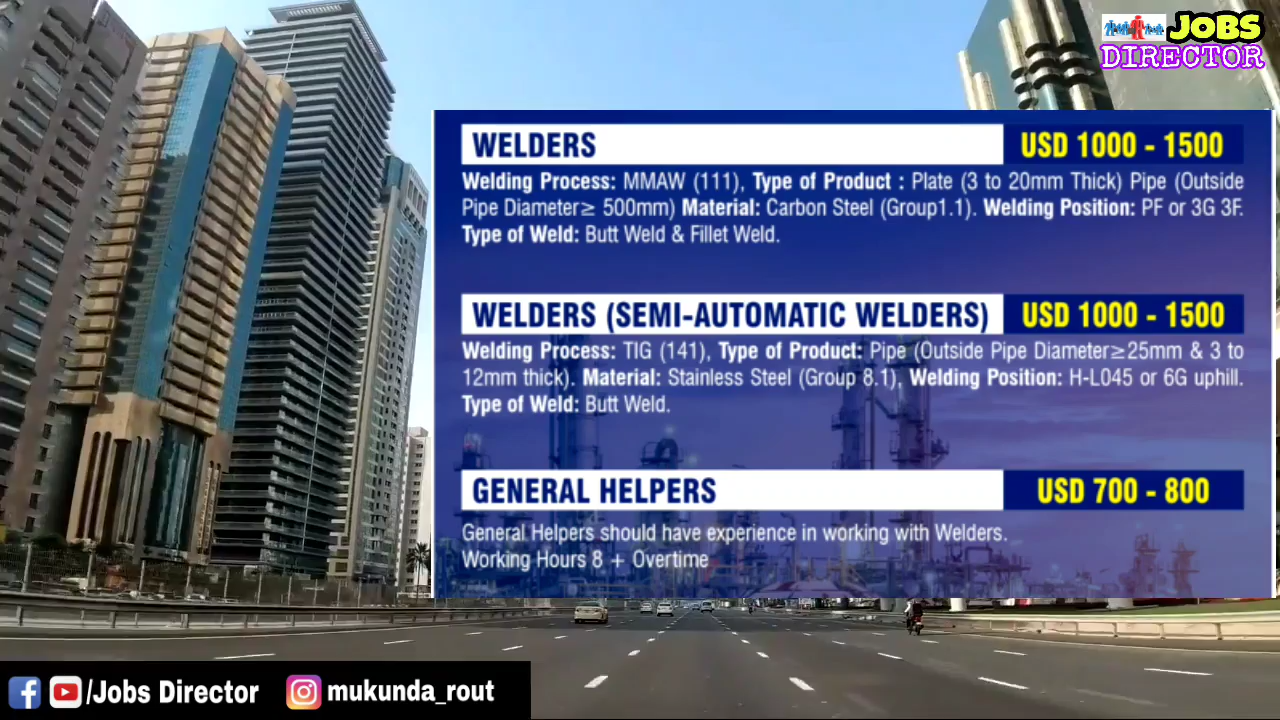 JOBS
DIRECTOR
WELDERS USD 1000 - 1500
Welding Process: MMAW (111), Type of Product : Plate (3 to 20mm Thick) Pipe (Outside
Pipe Diameter≥ 500mm) Material: Carbon Steel (Group1.1). Welding Position: PF or 3G 3F.
Type of Weld: Butt Weld & Fillet Weld.
WELDERS (SEMI-AUTOMATIC WELDERS) USD 1000 - 1500
Welding Process: TIG (141), Type of Product: Pipe (Outside Pipe Diameter≥25mm & 3 to
12mm thick). Material: Stainless Steel (Group 8.1), Welding Position: H-L045 or 6G uphill.
Type of Weld: Butt Weld.
GENERAL HELPERS USD 700 - 800
General Helpers should have experience in working with Welders.
Working Hours 8 + Overtime
/Jobs Director mukunda_rout